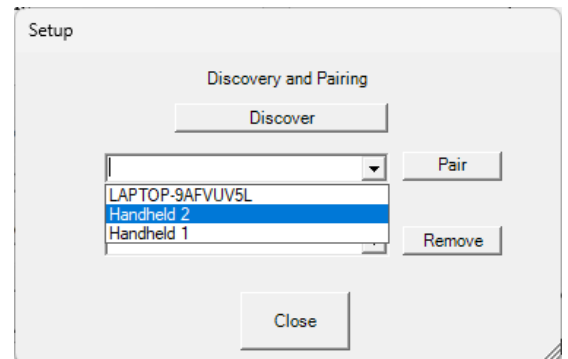 Setup
Discovery and Pairing
Discover
Pair
LAPTOP-9AFVUV5L
Handheld 2
Handheld 1
Remove
Close